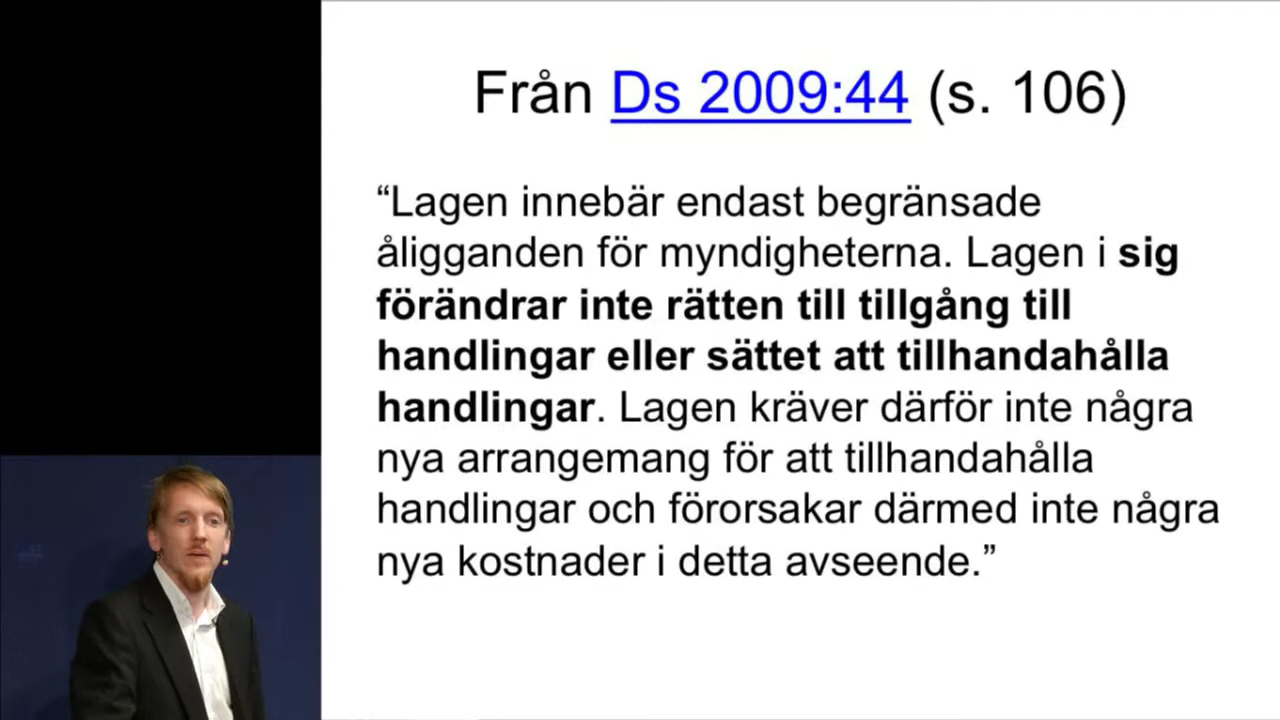 Från Ds 2009:44 (s. 106)
“Lagen innebär endast begränsade
åligganden för myndigheterna. Lagen i sig
förändrar inte rätten till tillgång till
handlingar eller sättet att tillhandahålla
handlingar. Lagen kräver därför inte några
nya arrangemang för att tillhandahålla
handlingar och förorsakar därmed inte några
nya kostnader i detta avseende.”